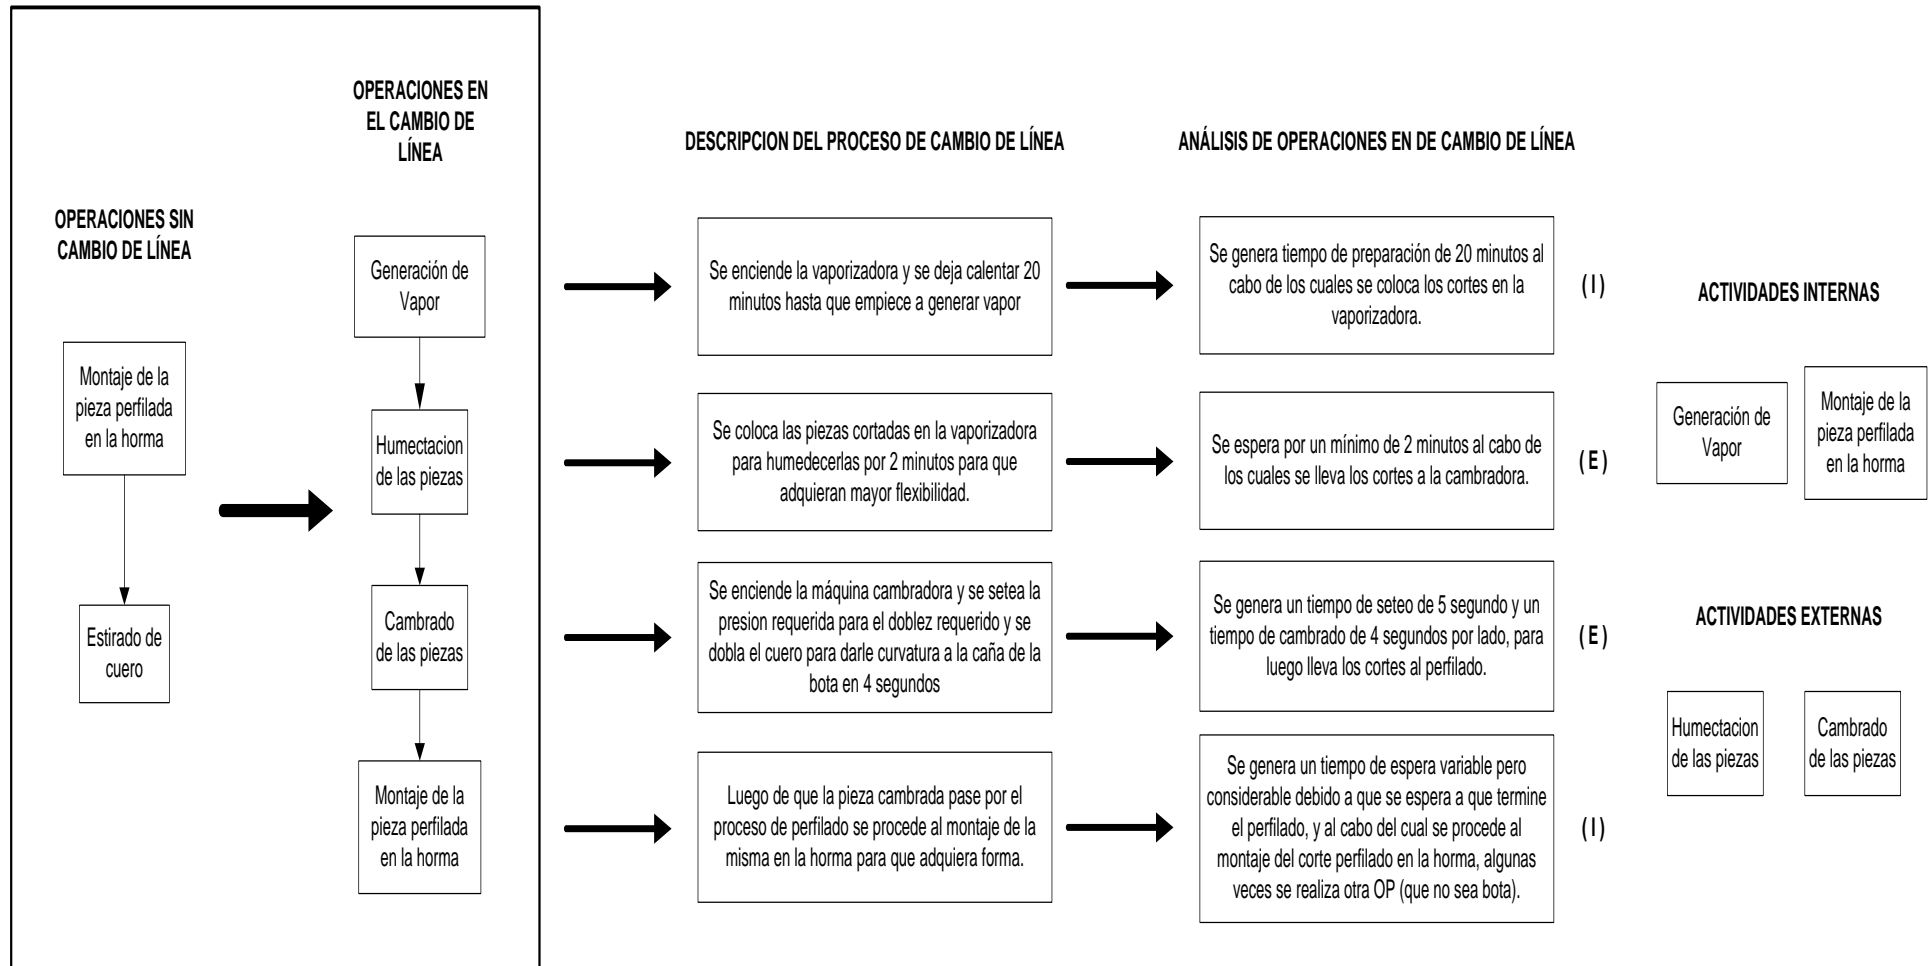 OPERACIONES SIN
CAMBIO DE LÍNEA
Montaje de la
pieza perfilada
en la horma
Estirado de
cuero
OPERACIONES EN
EL CAMBIO DE
LÍNEA
Generación de
Vapor
Humectacion
de las piezas
Cambrado
de las piezas
Montaje de la
pieza perfilada
en la horma
DESCRIPCION DEL PROCESO DE CAMBIO DE LÍNEA
Se enciende la vaporizadora y se deja calentar 20
minutos hasta que empiece a generar vapor
Se coloca las piezas cortadas en la vaporizadora
para humedecerlas por 2 minutos para que
adquieran mayor flexibilidad.
Se enciende la máquina cambradora y se setea la
presion requerida para el doblez requerido y se
dobla el cuero para darle curvatura a la caña de la
bota en 4 segundos
Luego de que la pieza cambrada pase por el
proceso de perfilado se procede al montaje de la
misma en la horma para que adquiera forma.
ANÁLISIS DE OPERACIONES EN DE CAMBIO DE LÍNEA
Se genera tiempo de preparación de 20 minutos al
cabo de los cuales se coloca los cortes en la
vaporizadora.
( I )
Se espera por un mínimo de 2 minutos al cabo de
los cuales se lleva los cortes a la cambradora.
( E )
Se genera un tiempo de seteo de 5 segundo y un
tiempo de cambrado de 4 segundos por lado, para
luego lleva los cortes al perfilado.
( E )
Se genera un tiempo de espera variable pero
considerable debido a que se espera a que termine
el perfilado, y al cabo del cual se procede al
montaje del corte perfilado en la horma, algunas
veces se realiza otra OP (que no sea bota).
( I )
ACTIVIDADES INTERNAS
Generación de
Vapor
Montaje de la
pieza perfilada
en la horma
ACTIVIDADES EXTERNAS
Humectacion
de las piezas
Cambrado
de las piezas